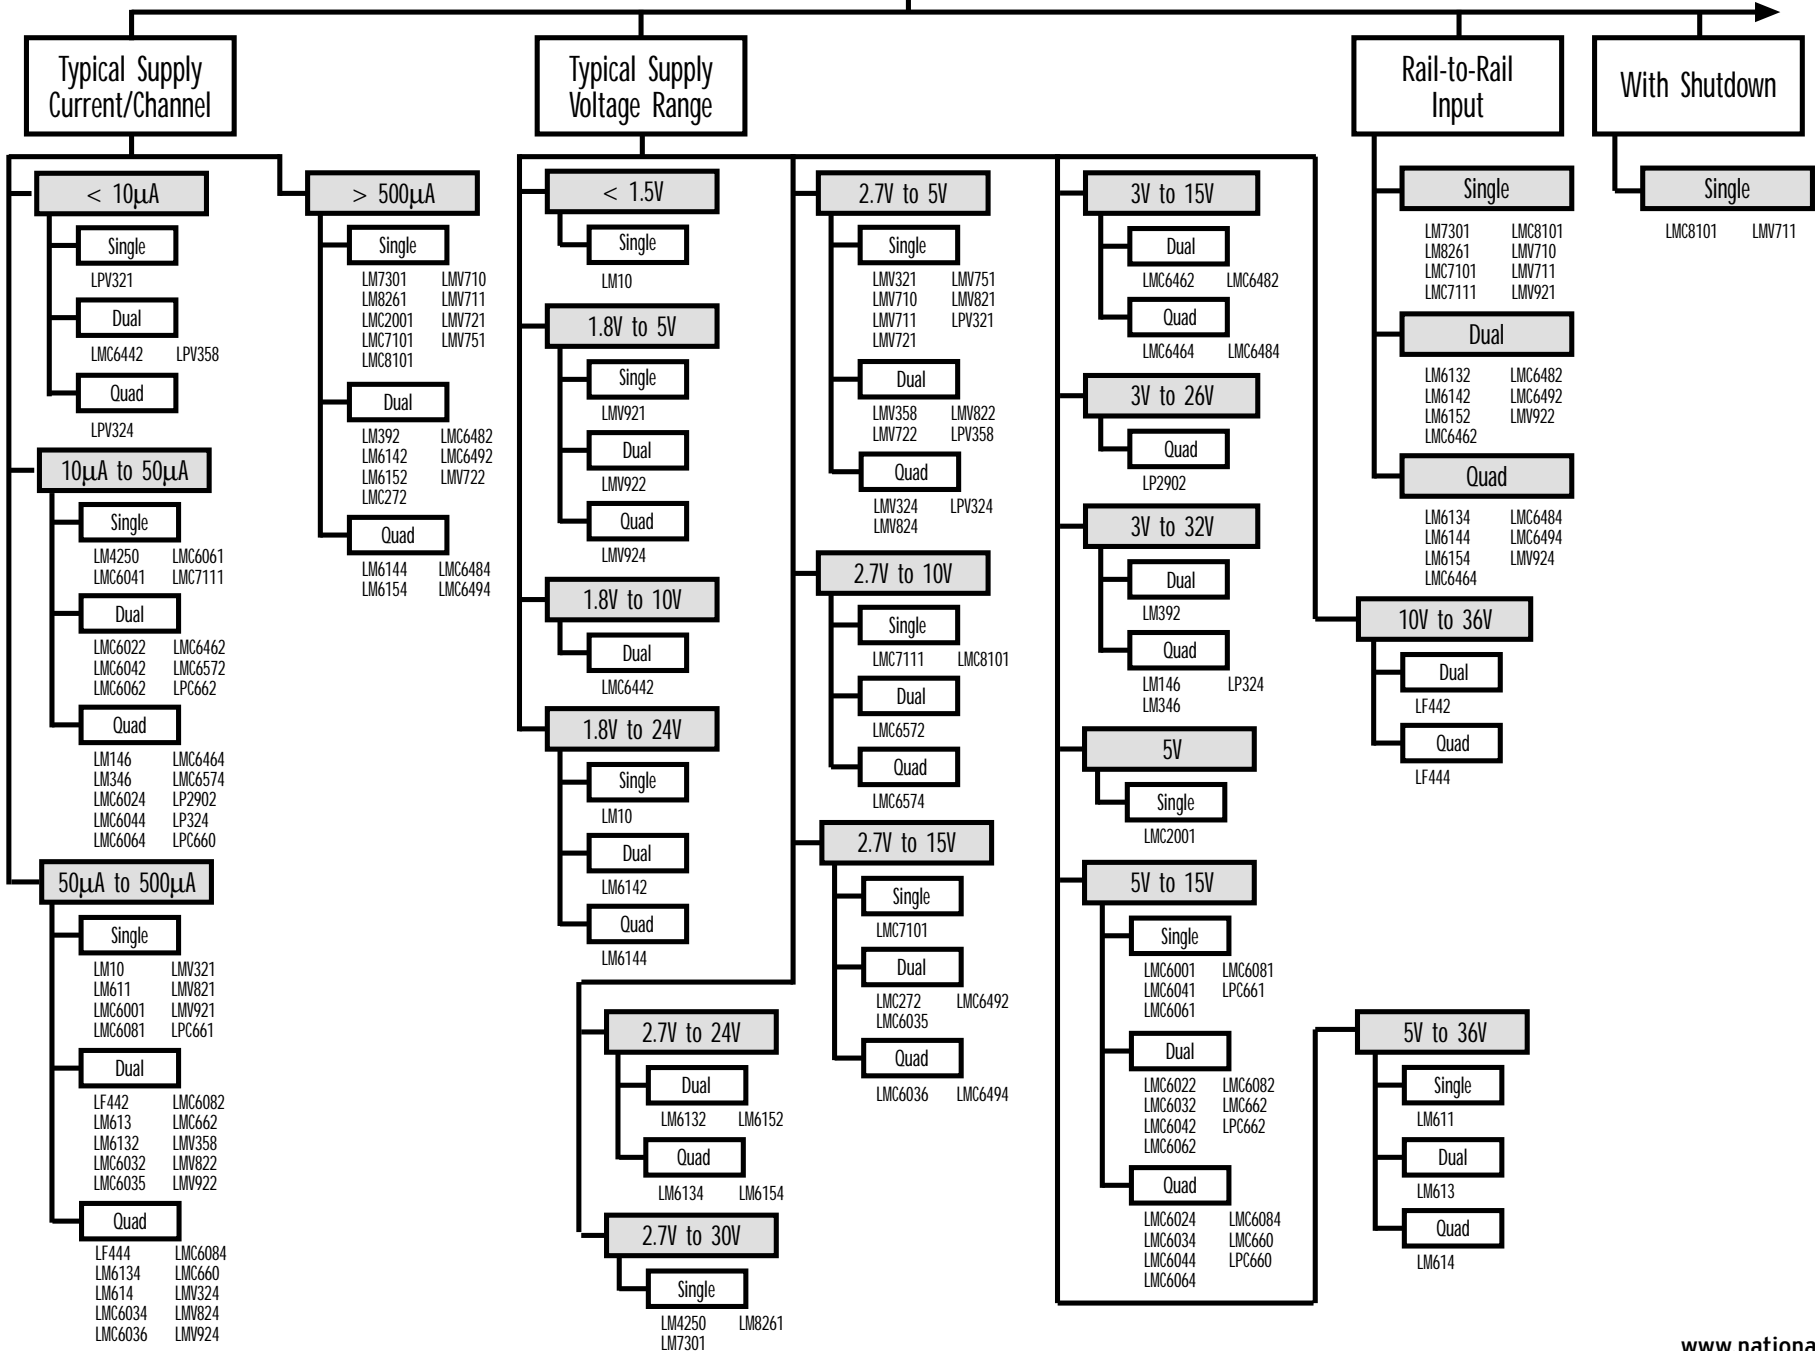 Typical Supply
Current/Channel
< 10µA
Single
LPV321
Dual
LMC6442 LPV358
Quad
LPV324
10µA to 50µA
Single
LM4250 LMC6061
LMC6041 LMC7111
Dual
LMC6022 LMC6462
LMC6042 LMC6572
LMC6062 LPC662
Quad
LM146 LMC6464
LM346 LMC6574
LMC6024 LP2902
LMC6044 LP324
LMC6064 LPC660
50µA to 500µA
Single
LM10 LMV321
LM611 LMV821
LMC6001 LMV921
LMC6081 LPC661
Dual
LF442 LMC6082
LM613 LMC662
LM6132 LMV358
LMC6032 LMV822
LMC6035 LMV922
Quad
LF444 LMC6084
LM6134 LMC660
LM614 LMV324
LMC6034 LMV824
LMC6036 LMV924
> 500µA
Single
LM7301 LMV710
LM8261 LMV711
LMC2001 LMV721
LMC7101 LMV751
LMC8101
Dual
LM392 LMC6482
LM6142 LMC6492
LM6152 LMV722
LMC272
Quad
LM6144 LMC6484
LM6154 LMC6494
Typical Supply
Voltage Range
< 1.5V
Single
LM10
1.8V to 5V
Single
LMV921
Dual
LMV922
Quad
LMV924
1.8V to 10V
Dual
LMC6442
1.8V to 24V
Single
LM10
Dual
LM6142
Quad
LM6144
2.7V to 24V
Dual
LM6132 LM6152
Quad
LM6134 LM6154
2.7V to 30V
Single
LM4250 LM8261
LM7301
2.7V to 5V
Single
LMV321 LMV751
LMV710 LMV821
LMV711 LPV321
LMV721
Dual
LMV358 LMV822
LMV722 LPV358
Quad
LMV324 LPV324
LMV824
2.7V to 10V
Single
LMC7111 LMC8101
Dual
LMC6572
Quad
LMC6574
2.7V to 15V
Single
LMC7101
Dual
LMC272 LMC6492
LMC6035
Quad
LMC6036 LMC6494
3V to 15V
Dual
LMC6462 LMC6482
Quad
LMC6464 LMC6484
3V to 26V
Quad
LP2902
3V to 32V
Dual
LM392
Quad
LM146 LP324
LM346
5V
Single
LMC2001
5V to 15V
Single
LMC6001 LMC6081
LMC6041 LPC661
LMC6061
Dual
LMC6022 LMC6082
LMC6032 LMC662
LMC6042 LPC662
LMC6062
Quad
LMC6024 LMC6084
LMC6034 LMC660
LMC6044 LPC660
LMC6064
Rail-to-Rail
Input
Single
LM7301 LMC8101
LM8261 LMV710
LMC7101 LMV711
LMC7111 LMV921
Dual
LM6132 LMC6482
LM6142 LMC6492
LM6152 LMV922
LMC6462
Quad
LM6134 LMC6484
LM6144 LMC6494
LM6154 LMV924
LMC6464
10V to 36V
Dual
LF442
Quad
LF444
5V to 36V
Single
LM611
Dual
LM613
Quad
LM614
With Shutdown
Single
LMC8101 LMV711